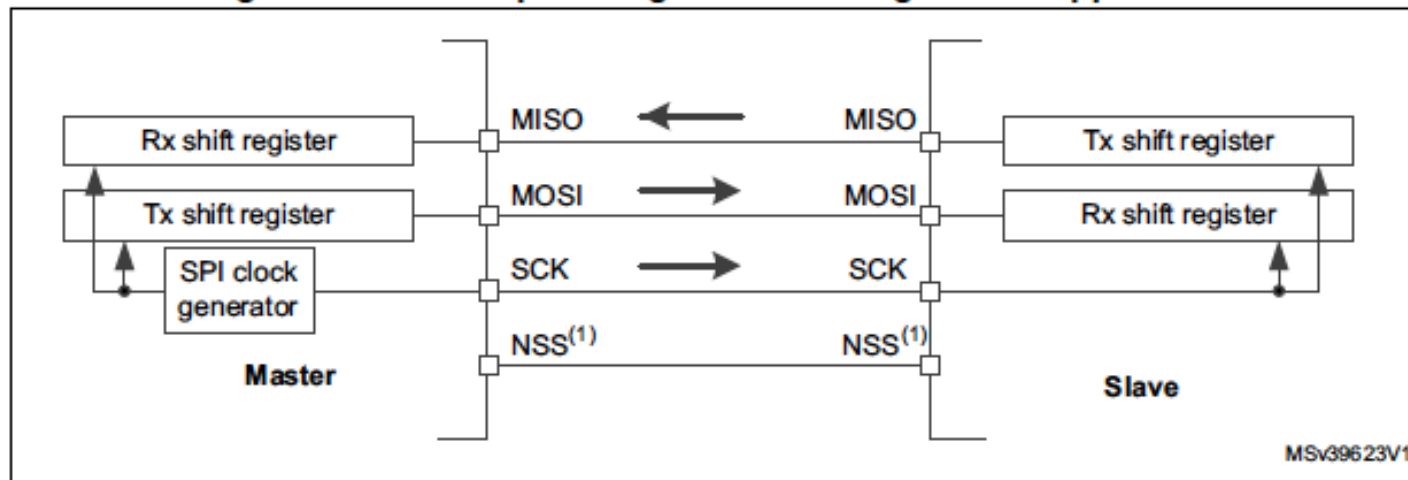 MISO MISO
Rx shift register Tx shift register
MOSI MOSI
Tx shift register Rx shift register
SPI clock
generator
SCK SCK
NSS(1) NSS(1)
Master Slave
MSv39623V1